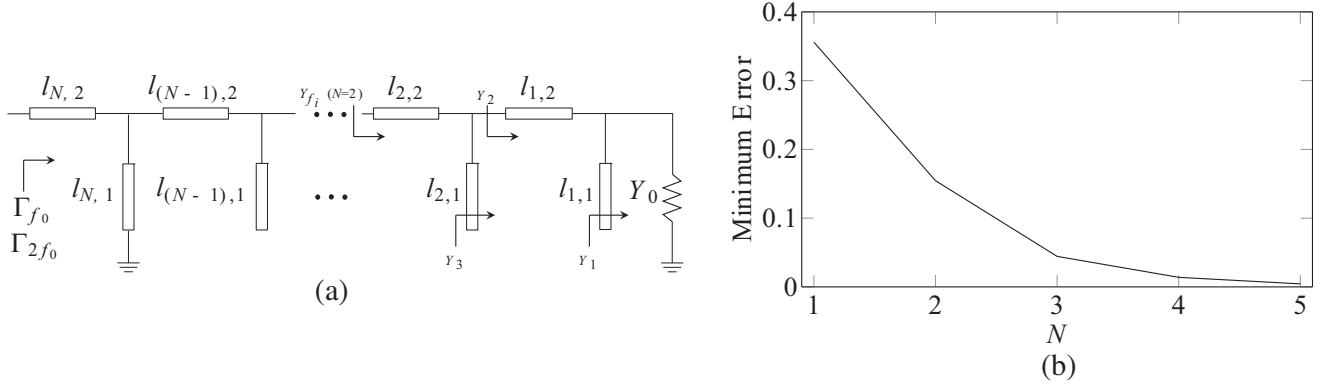 l_{N, 2}
l_{(N - 1), 2}
Y_{f_i} (N=2)
l_{2,2}
Y_2
l_{1,2}
Γ_{f_0}
Γ_{2f_0}
l_{N, 1}
l_{(N - 1), 1}
l_{2,1}
l_{1,1}
Y_0
Y_3
Y_1
(a)
Minimum Error
0.4
0.3
0.2
0.1
0
1 2 3 4 5
N
(b)